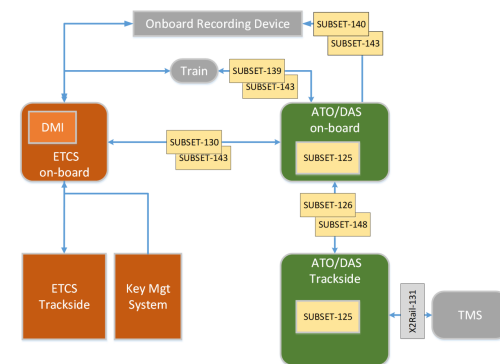 Onboard Recording Device
SUBSET-140
SUBSET-143
Train
SUBSET-139
SUBSET-143
DMI
ETCS
on-board
SUBSET-130
SUBSET-143
ATO/DAS
on-board
SUBSET-125
SUBSET-126
SUBSET-148
ETCS
Trackside
Key Mgt
System
ATO/DAS
Trackside
SUBSET-125
X2Rail-131
TMS